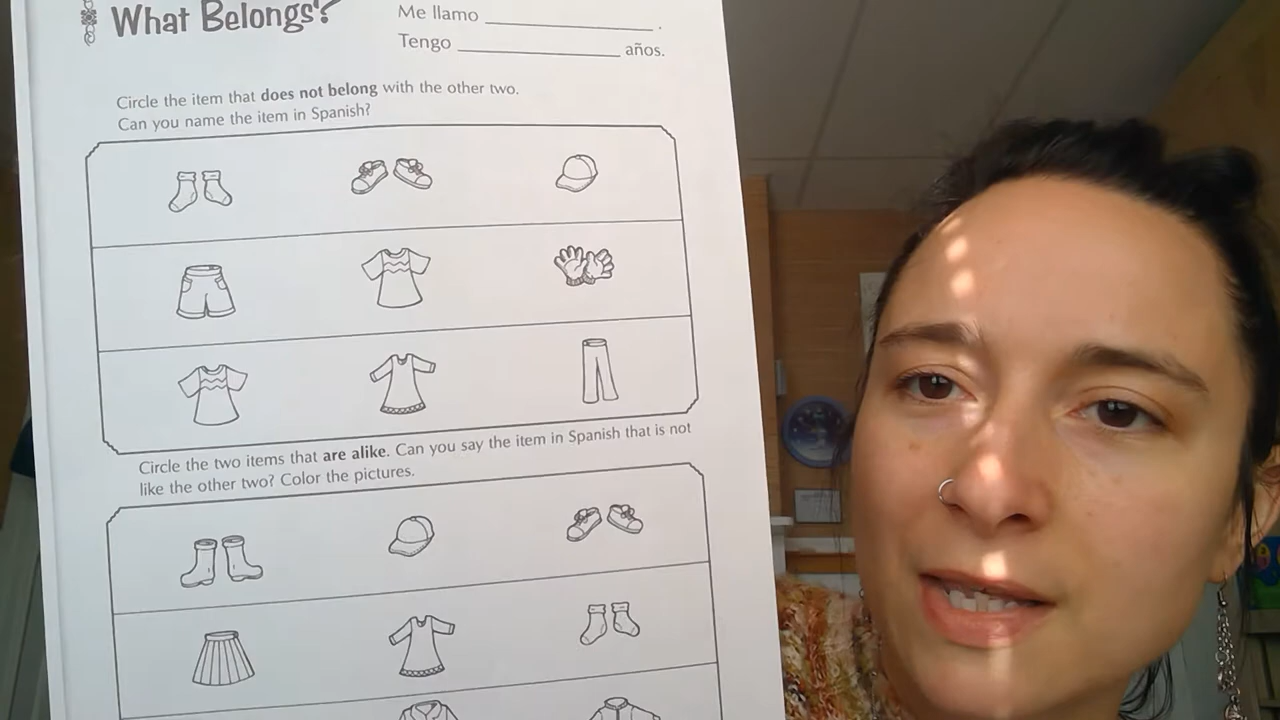 What Belongs?
Me llamo ____________________ .
Tengo ____________________ años.
Circle the item that does not belong with the other two.
Can you name the item in Spanish?
Circle the two items that are alike. Can you say the item in Spanish that is not
like the other two? Color the pictures.